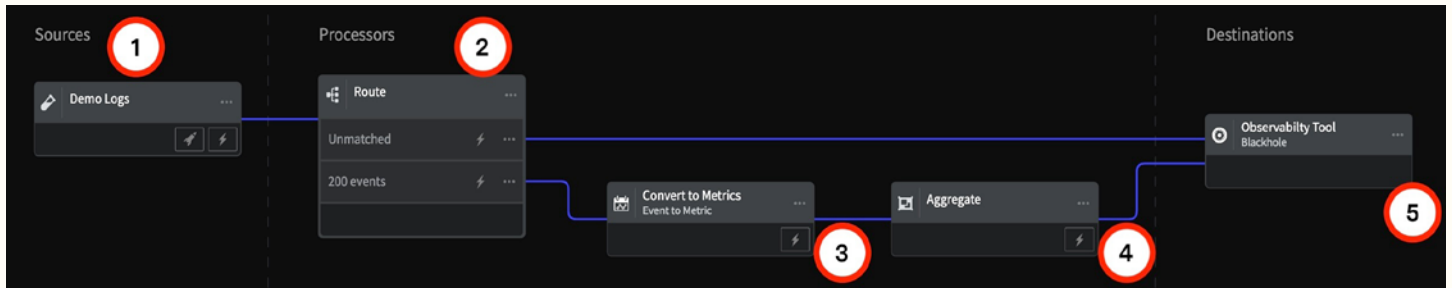 Sources
1
Processors
2
Destinations
Demo Logs
Route
Unmatched
200 events
Convert to Metrics
Event to Metric
3
Aggregate
4
Observabilty Tool
Blackhole
5